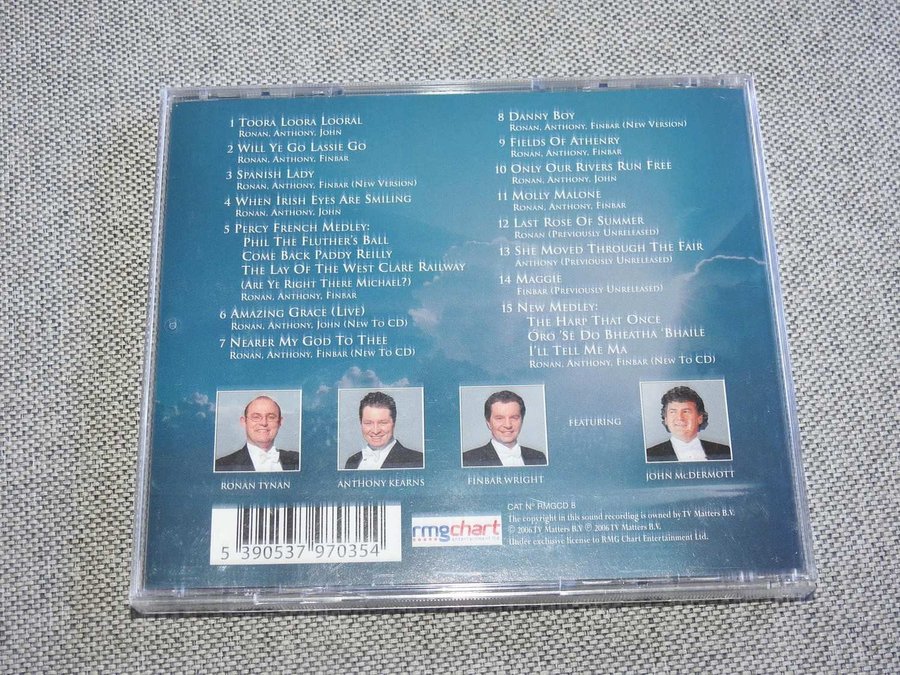 1 Toora Loora Looral
Ronan, Anthony, John
2 Will Ye Go Lassie Go
Ronan, Anthony, Finbar
3 Spanish Lady
Ronan, Anthony, Finbar (New Version)
4 When Irish Eyes Are Smiling
Ronan, Anthony, John
5 Percy French Medley:
Phil The Fluther's Ball
Come Back Paddy Reilly
The Lay Of The West Clare Railway
(Are Ye Right There Michael?)
Ronan, Anthony, Finbar
6 Amazing Grace (Live)
Ronan, Anthony, John (New To CD)
7 Nearer My God To Thee
Ronan, Anthony, Finbar (New To CD)
8 Danny Boy
Ronan, Anthony, Finbar (New Version)
9 Fields Of Athenry
Ronan, Anthony, Finbar
10 Only Our Rivers Run Free
Ronan, Anthony, John
11 Molly Malone
Ronan, Anthony, Finbar
12 Last Rose Of Summer
Ronan (Previously Unreleased)
13 She Moved Through The Fair
Anthony (Previously Unreleased)
14 Maggie
Finbar (Previously Unreleased)
15 New Medley:
The Harp That Once
Óro 'Sé Do Bheatha 'Bhaile
I'll Tell Me Ma
Ronan, Anthony, Finbar (New To CD)
RONAN TYNAN
ANTHONY KEARNS
FINBAR WRIGHT
FEATURING
JOHN McDERMOTT
5 390537 970354
rmgchart
entertainment ltd
CAT Nº RMGCD 8
The copyright in this sound recording is owned by TV Matters B.V.
© 2006 TV Matters B.V ℗ 2006 TV Matters B.V.
Under exclusive license to RMG Chart Entertainment Ltd.